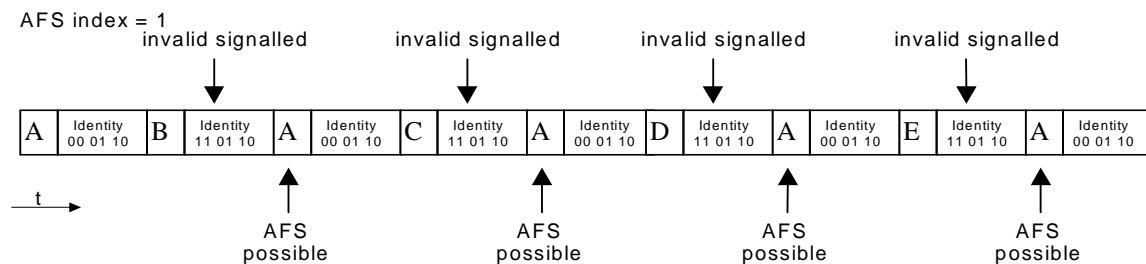 AFS index = 1
invalid signalled
invalid signalled
invalid signalled
invalid signalled
A
Identity
00 01 10
B
Identity
11 01 10
A
Identity
00 01 10
C
Identity
11 01 10
A
Identity
00 01 10
D
Identity
11 01 10
A
Identity
00 01 10
E
Identity
11 01 10
A
Identity
00 01 10
t
AFS
possible
AFS
possible
AFS
possible
AFS
possible